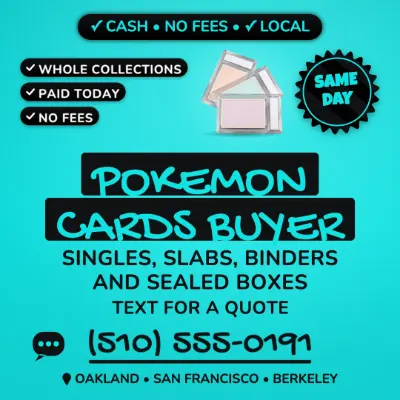 ✓ CASH • NO FEES • ✓ LOCAL
✓ WHOLE COLLECTIONS
✓ PAID TODAY
✓ NO FEES
SAME
DAY
POKEMON
CARDS BUYER
SINGLES, SLABS, BINDERS
AND SEALED BOXES
TEXT FOR A QUOTE
(510) 555-0191
OAKLAND • SAN FRANCISCO • BERKELEY